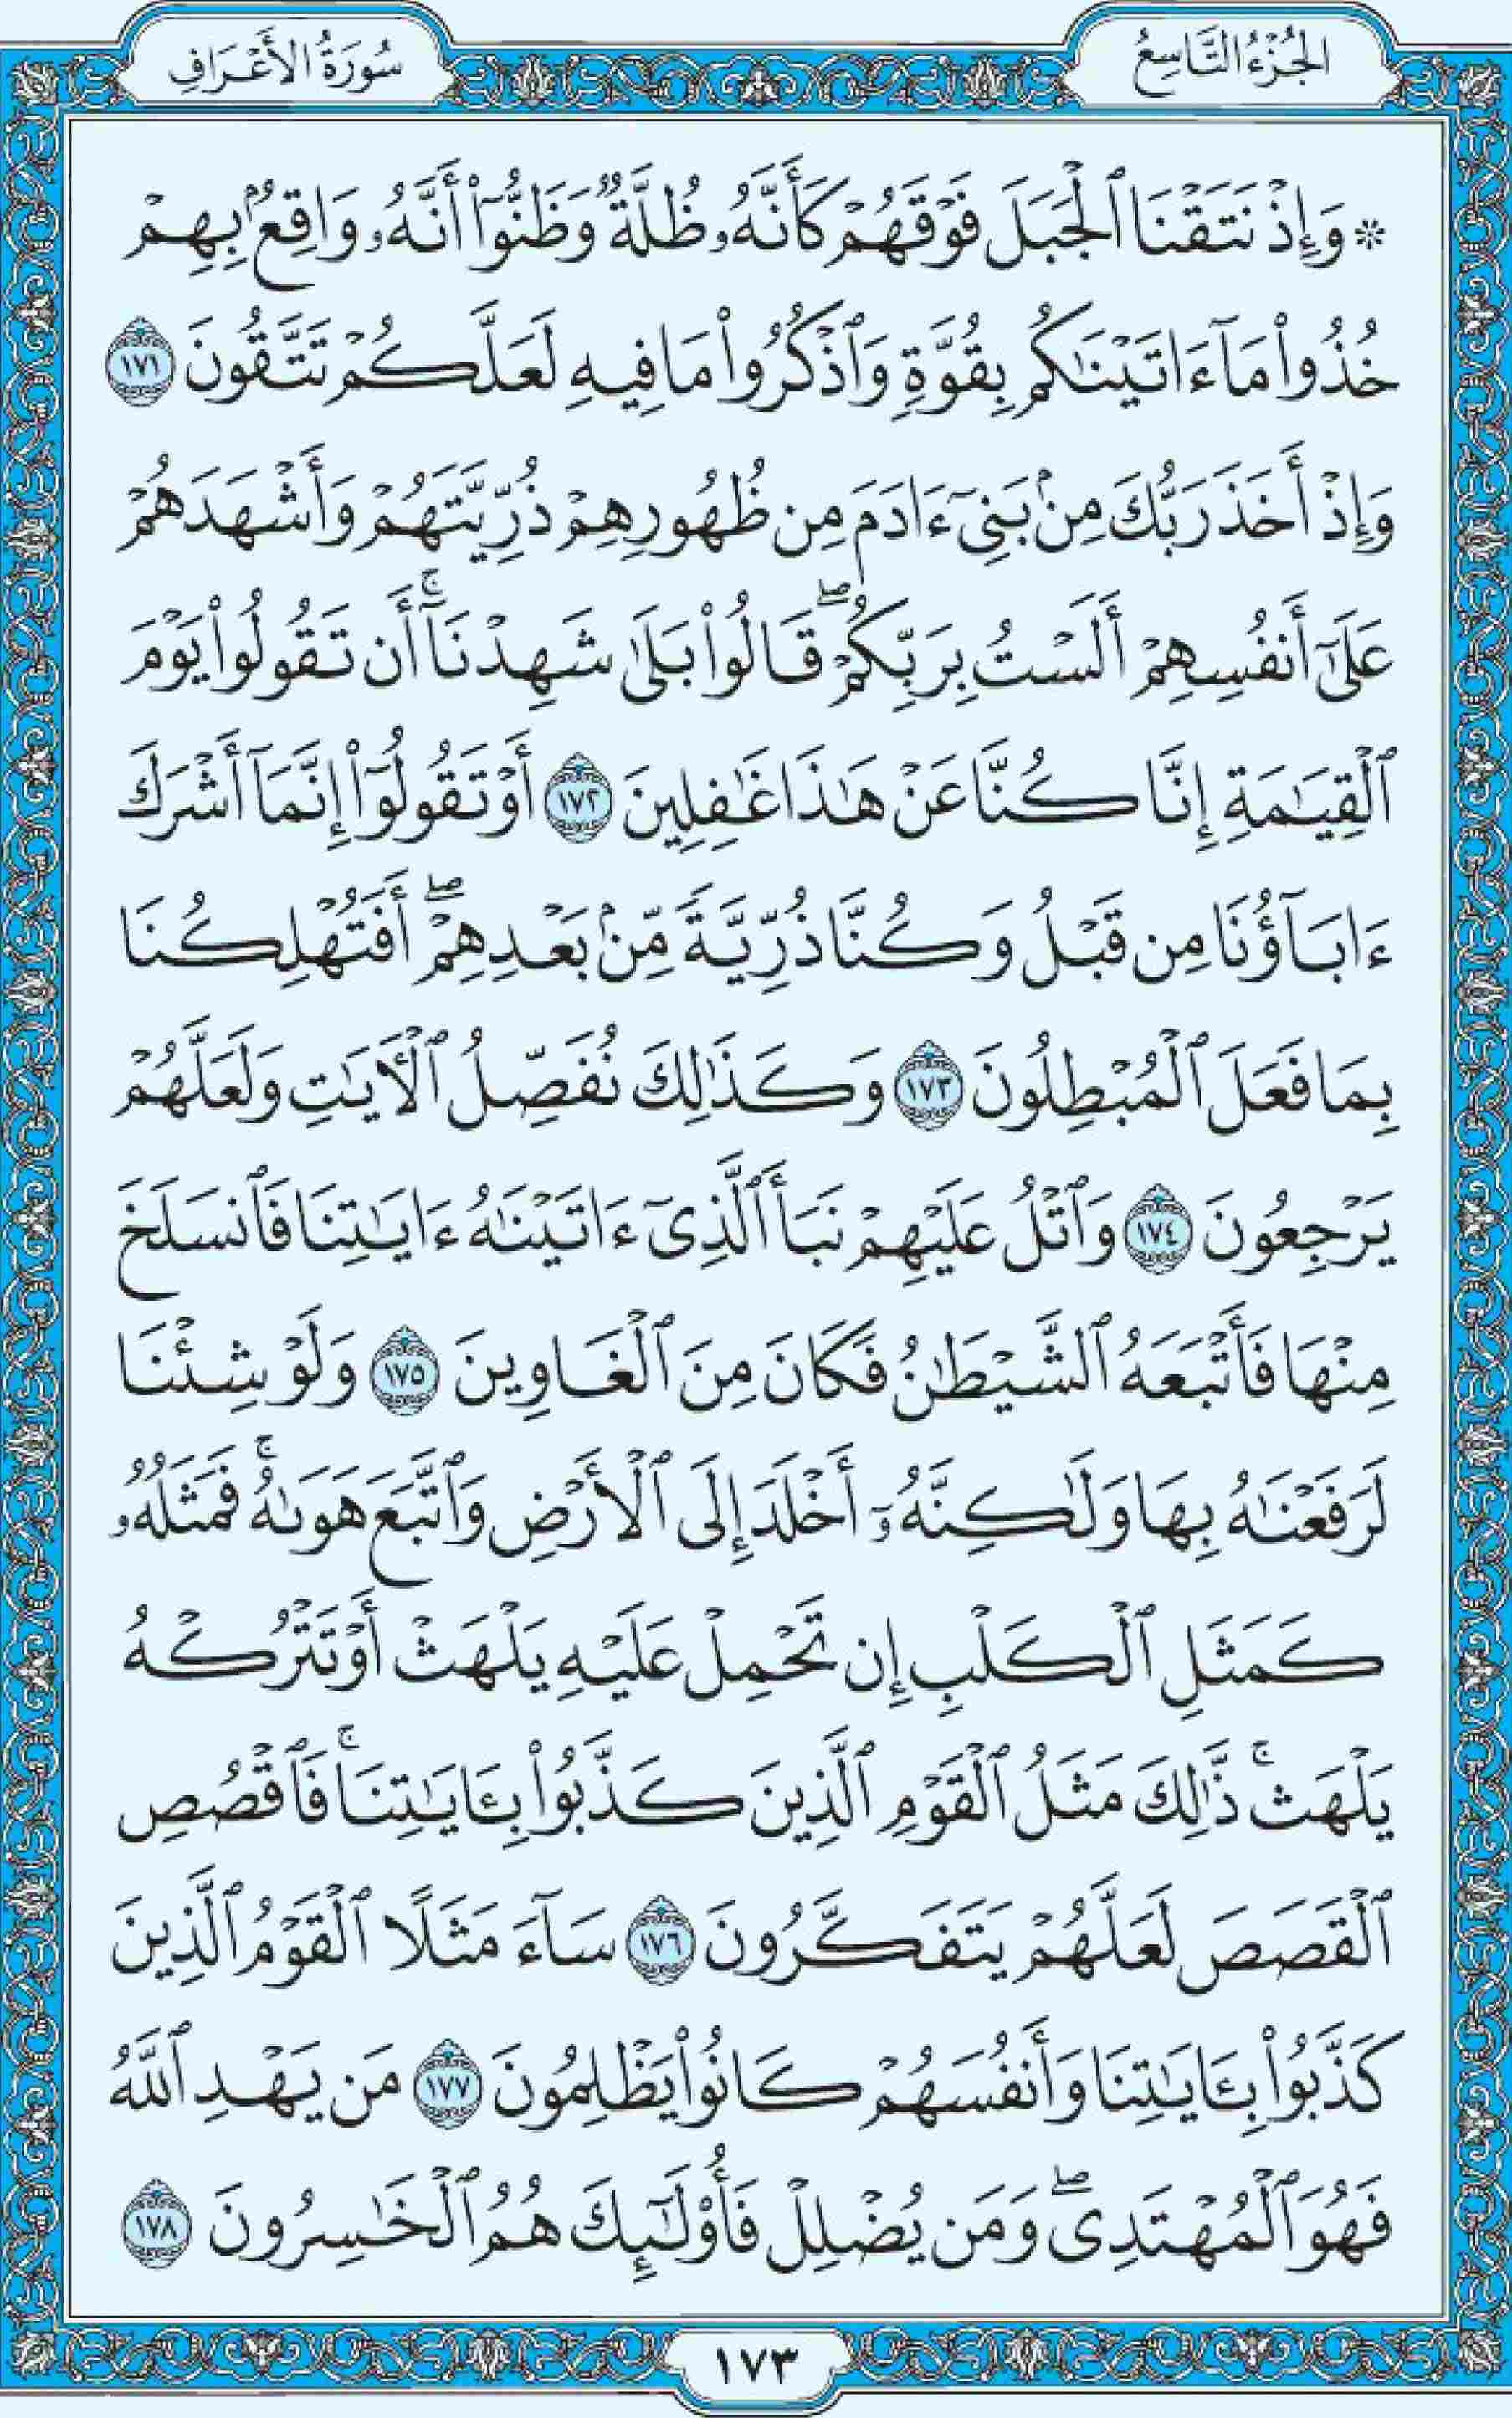 الجُزْءُ التَّاسِعُ
سُورَةُ الأَعْرَافِ
۞ وَإِذْ نَتَقْنَا ٱلْجَبَلَ فَوْقَهُمْ كَأَنَّهُۥ ظُلَّةٌ وَظَنُّوٓا۟ أَنَّهُۥ وَاقِعٌۢ بِهِمْ
خُذُوا۟ مَآ ءَاتَيْنَـٰكُم بِقُوَّةٍ وَٱذْكُرُوا۟ مَا فِيهِ لَعَلَّكُمْ تَتَّقُونَ ١٧١
وَإِذْ أَخَذَ رَبُّكَ مِنۢ بَنِىٓ ءَادَمَ مِن ظُهُورِهِمْ ذُرِّيَّتَهُمْ وَأَشْهَدَهُمْ
عَلَىٰٓ أَنفُسِهِمْ أَلَسْتُ بِرَبِّكُمْ ۖ قَالُوا۟ بَلَىٰ شَهِدْنَآ ۚ أَن تَقُولُوا۟ يَوْمَ
ٱلْقِيَـٰمَةِ إِنَّا كُنَّا عَنْ هَـٰذَا غَـٰفِلِينَ ١٧٢ أَوْ تَقُولُوٓا۟ إِنَّمَآ أَشْرَكَ
ءَابَآؤُنَا مِن قَبْلُ وَكُنَّا ذُرِّيَّةً مِّنۢ بَعْدِهِمْ ۖ أَفَتُهْلِكُنَا
بِمَا فَعَلَ ٱلْمُبْطِلُونَ ١٧٣ وَكَذَٰلِكَ نُفَصِّلُ ٱلْـَٔايَـٰتِ وَلَعَلَّهُمْ
يَرْجِعُونَ ١٧٤ وَٱتْلُ عَلَيْهِمْ نَبَأَ ٱلَّذِىٓ ءَاتَيْنَـٰهُ ءَايَـٰتِنَا فَٱنسَلَخَ
مِنْهَا فَأَتْبَعَهُ ٱلشَّيْطَـٰنُ فَكَانَ مِنَ ٱلْغَاوِينَ ١٧٥ وَلَوْ شِئْنَا
لَرَفَعْنَـٰهُ بِهَا وَلَـٰكِنَّهُۥٓ أَخْلَدَ إِلَى ٱلْأَرْضِ وَٱتَّبَعَ هَوَىٰهُ ۚ فَمَثَلُهُۥ
كَمَثَلِ ٱلْكَلْبِ إِن تَحْمِلْ عَلَيْهِ يَلْهَثْ أَوْ تَتْرُكْهُ
يَلْهَث ۚ ذَّٰلِكَ مَثَلُ ٱلْقَوْمِ ٱلَّذِينَ كَذَّبُوا۟ بِـَٔايَـٰتِنَا ۚ فَٱقْصُصِ
ٱلْقَصَصَ لَعَلَّهُمْ يَتَفَكَّرُونَ ١٧٦ سَآءَ مَثَلًا ٱلْقَوْمُ ٱلَّذِينَ
كَذَّبُوا۟ بِـَٔايَـٰتِنَا وَأَنفُسَهُمْ كَانُوا۟ يَظْلِمُونَ ١٧٧ مَن يَهْدِ ٱللَّهُ
فَهُوَ ٱلْمُهْتَدِى ۖ وَمَن يُضْلِلْ فَأُو۟لَـٰٓئِكَ هُمُ ٱلْخَـٰسِرُونَ ١٧٨
١٧٣